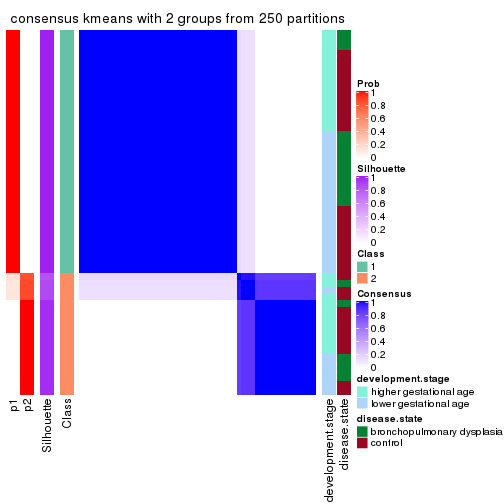 consensus kmeans with 2 groups from 250 partitions
Prob
1
0.8
0.6
0.4
0.2
0
Silhouette
1
0.8
0.6
0.4
0.2
0
Class
1
2
Consensus
1
0.8
0.6
0.4
0.2
0
development.stage
higher gestational age
lower gestational age
disease.state
bronchopulmonary dysplasia
control
p1
p2
Silhouette
Class
development.stage
disease.state